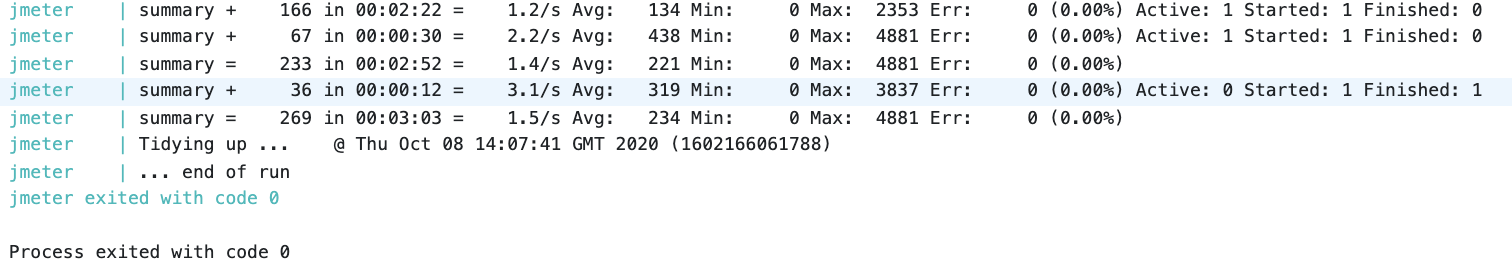 jmeter    | summary +    166 in 00:02:22 =    1.2/s Avg:   134 Min:     0 Max:  2353 Err:     0 (0.00%) Active: 1 Started: 1 Finished: 0
jmeter    | summary +     67 in 00:00:30 =    2.2/s Avg:   438 Min:     0 Max:  4881 Err:     0 (0.00%) Active: 1 Started: 1 Finished: 0
jmeter    | summary =    233 in 00:02:52 =    1.4/s Avg:   221 Min:     0 Max:  4881 Err:     0 (0.00%)
jmeter    | summary +     36 in 00:00:12 =    3.1/s Avg:   319 Min:     0 Max:  3837 Err:     0 (0.00%) Active: 0 Started: 1 Finished: 1
jmeter    | summary =    269 in 00:03:03 =    1.5/s Avg:   234 Min:     0 Max:  4881 Err:     0 (0.00%)
jmeter    | Tidying up ...    @ Thu Oct 08 14:07:41 GMT 2020 (1602166061788)
jmeter    | ... end of run
jmeter exited with code 0
Process exited with code 0